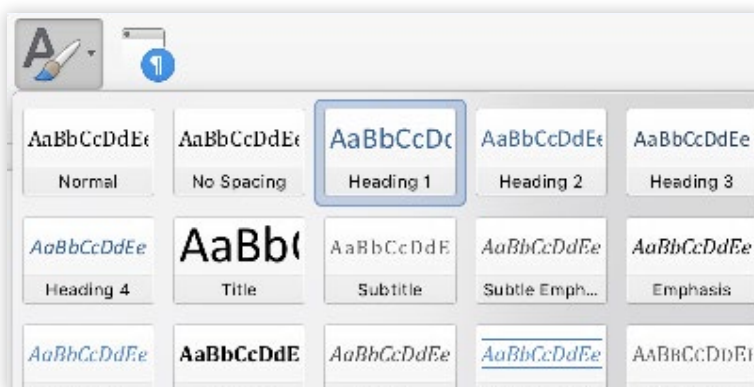 A ¶
AaBbCcDdEe AaBbCcDdEe AaBbCcDc AaBbCcDdEe AaBbCcDdEe
Normal No Spacing Heading 1 Heading 2 Heading 3
AaBbCcDdEe AaBb( AaBbCcDdE AaBbCcDdEe AaBbCcDdEe
Heading 4 Title Subtitle Subtle Emph... Emphasis
AaBbCcDdEe AaBbCcDdE AaBbCcDdEe AaBbCcDdEe AABBCCDDEE